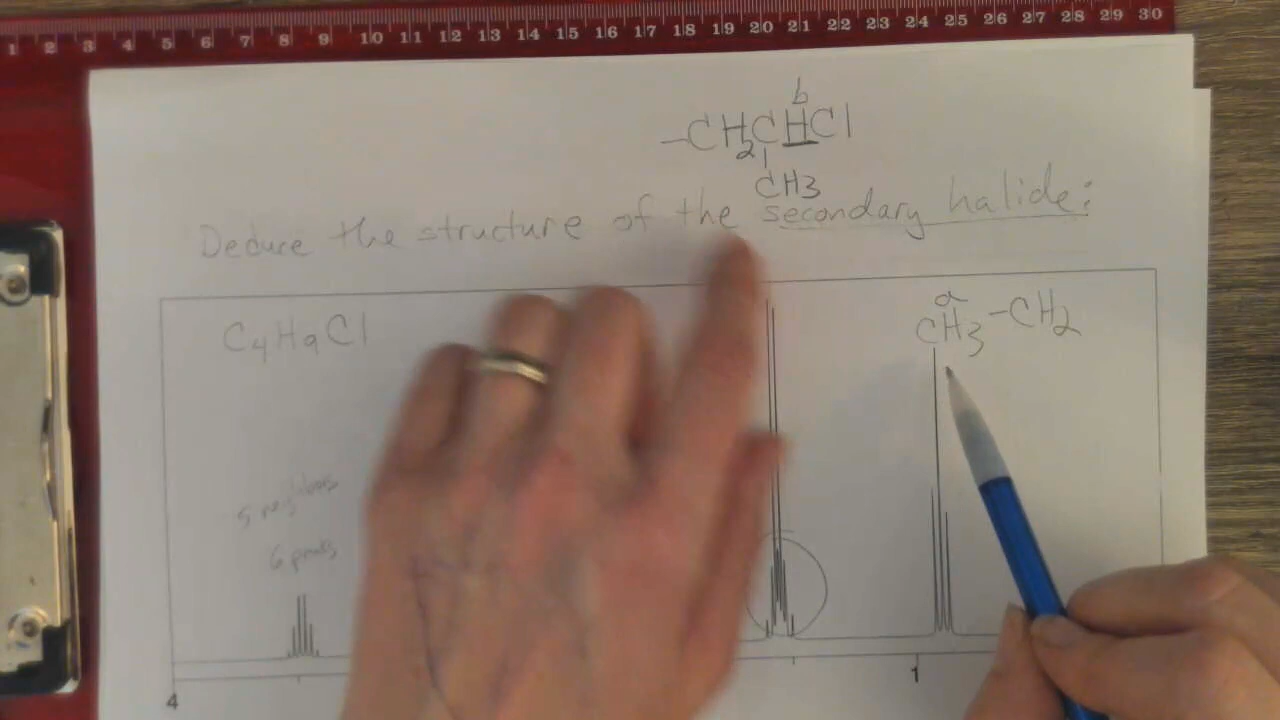 1 2 3 4 5 6 7 8 9 10 11 12 13 14 15 16 17 18 19 20 21 22 23 24 25 26 27 28 29 30
b
-CH2CHCl
CH3
Deduce the structure of the secondary halide:
C4H9Cl
a
CH3-CH2
5 neighbors
6 peaks
4
1